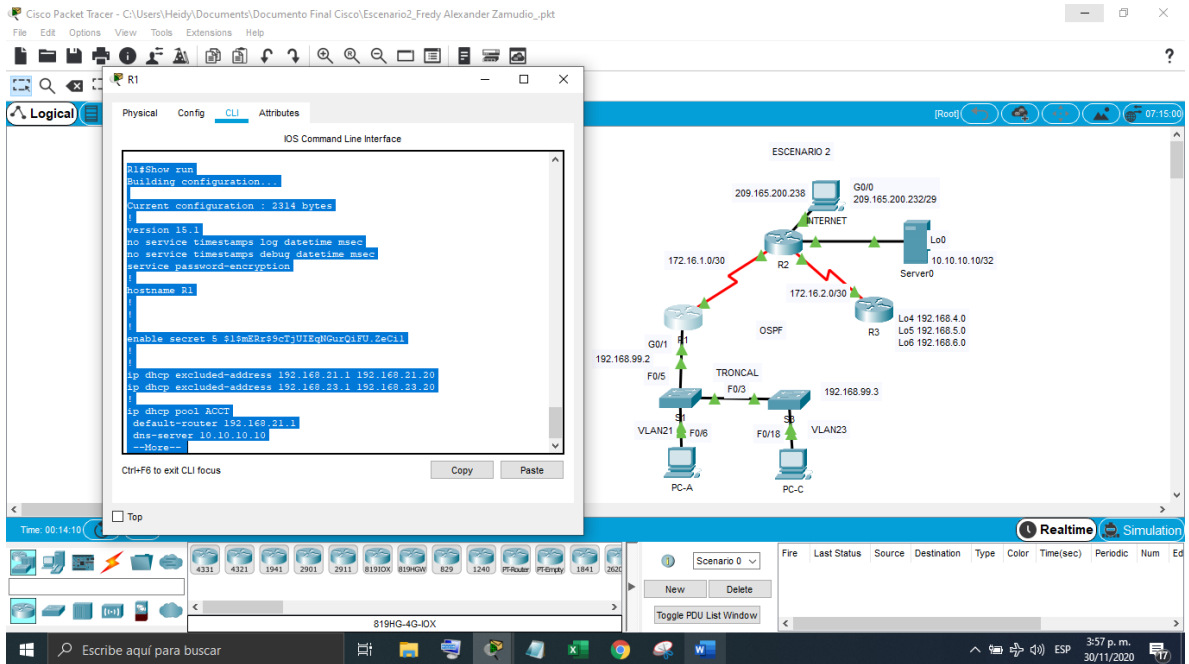 Cisco Packet Tracer - C:\Users\Heidy\Documents\Documento Final Cisco\Escenario2_Fredy Alexander Zamudio_.pkt
File Edit Options View Tools Extensions Help
?
R1
Logical
[Root]
07:15:00
Physical Config CLI Attributes
IOS Command Line Interface
R1#Show run
Building configuration...
Current configuration : 2314 bytes
!
version 15.1
no service timestamps log datetime msec
no service timestamps debug datetime msec
service password-encryption
!
hostname R1
!
!
!
enable secret 5 $1$mERr$9cTjUIEqNGurQiFU.ZeCi1
!
!
ip dhcp excluded-address 192.168.21.1 192.168.21.20
ip dhcp excluded-address 192.168.23.1 192.168.23.20
!
ip dhcp pool ACCT
default-router 192.168.21.1
dns-server 10.10.10.10
--More--
Ctrl+F6 to exit CLI focus
Copy Paste
Top
ESCENARIO 2
209.165.200.238
G0/0
209.165.200.232/29
INTERNET
172.16.1.0/30
R2
Lo0
10.10.10.10/32
Server0
172.16.2.0/30
R3
Lo4 192.168.4.0
Lo5 192.168.5.0
Lo6 192.168.6.0
OSPF
G0/1
R1
192.168.99.2
F0/5
TRONCAL
F0/3
192.168.99.3
S1
S3
VLAN21
F0/6
F0/18
VLAN23
PC-A
PC-C
Time: 00:14:10
Realtime
Simulation
4331 4321 1941 2901 2911 819IOX 819HGW 829 1240 PT-Router PT-Empty 1841
819HG-4G-IOX
Scenario 0
New Delete
Toggle PDU List Window
Fire Last Status Source Destination Type Color Time(sec) Periodic Num Ed
Escribe aquí para buscar
ESP
3:57 p. m.
30/11/2020
17